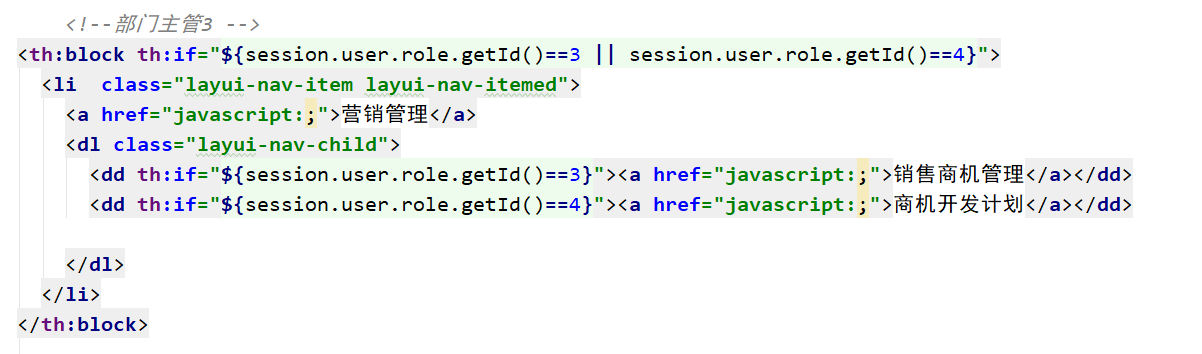 <!--部门主管3 -->
<th:block th:if="${session.user.role.getId()==3 || session.user.role.getId()==4}">
<li  class="layui-nav-item layui-nav-itemed">
<a href="javascript:;">营销管理</a>
<dl class="layui-nav-child">
<dd th:if="${session.user.role.getId()==3}"><a href="javascript:;">销售商机管理</a></dd>
<dd th:if="${session.user.role.getId()==4}"><a href="javascript:;">商机开发计划</a></dd>
</dl>
</li>
</th:block>